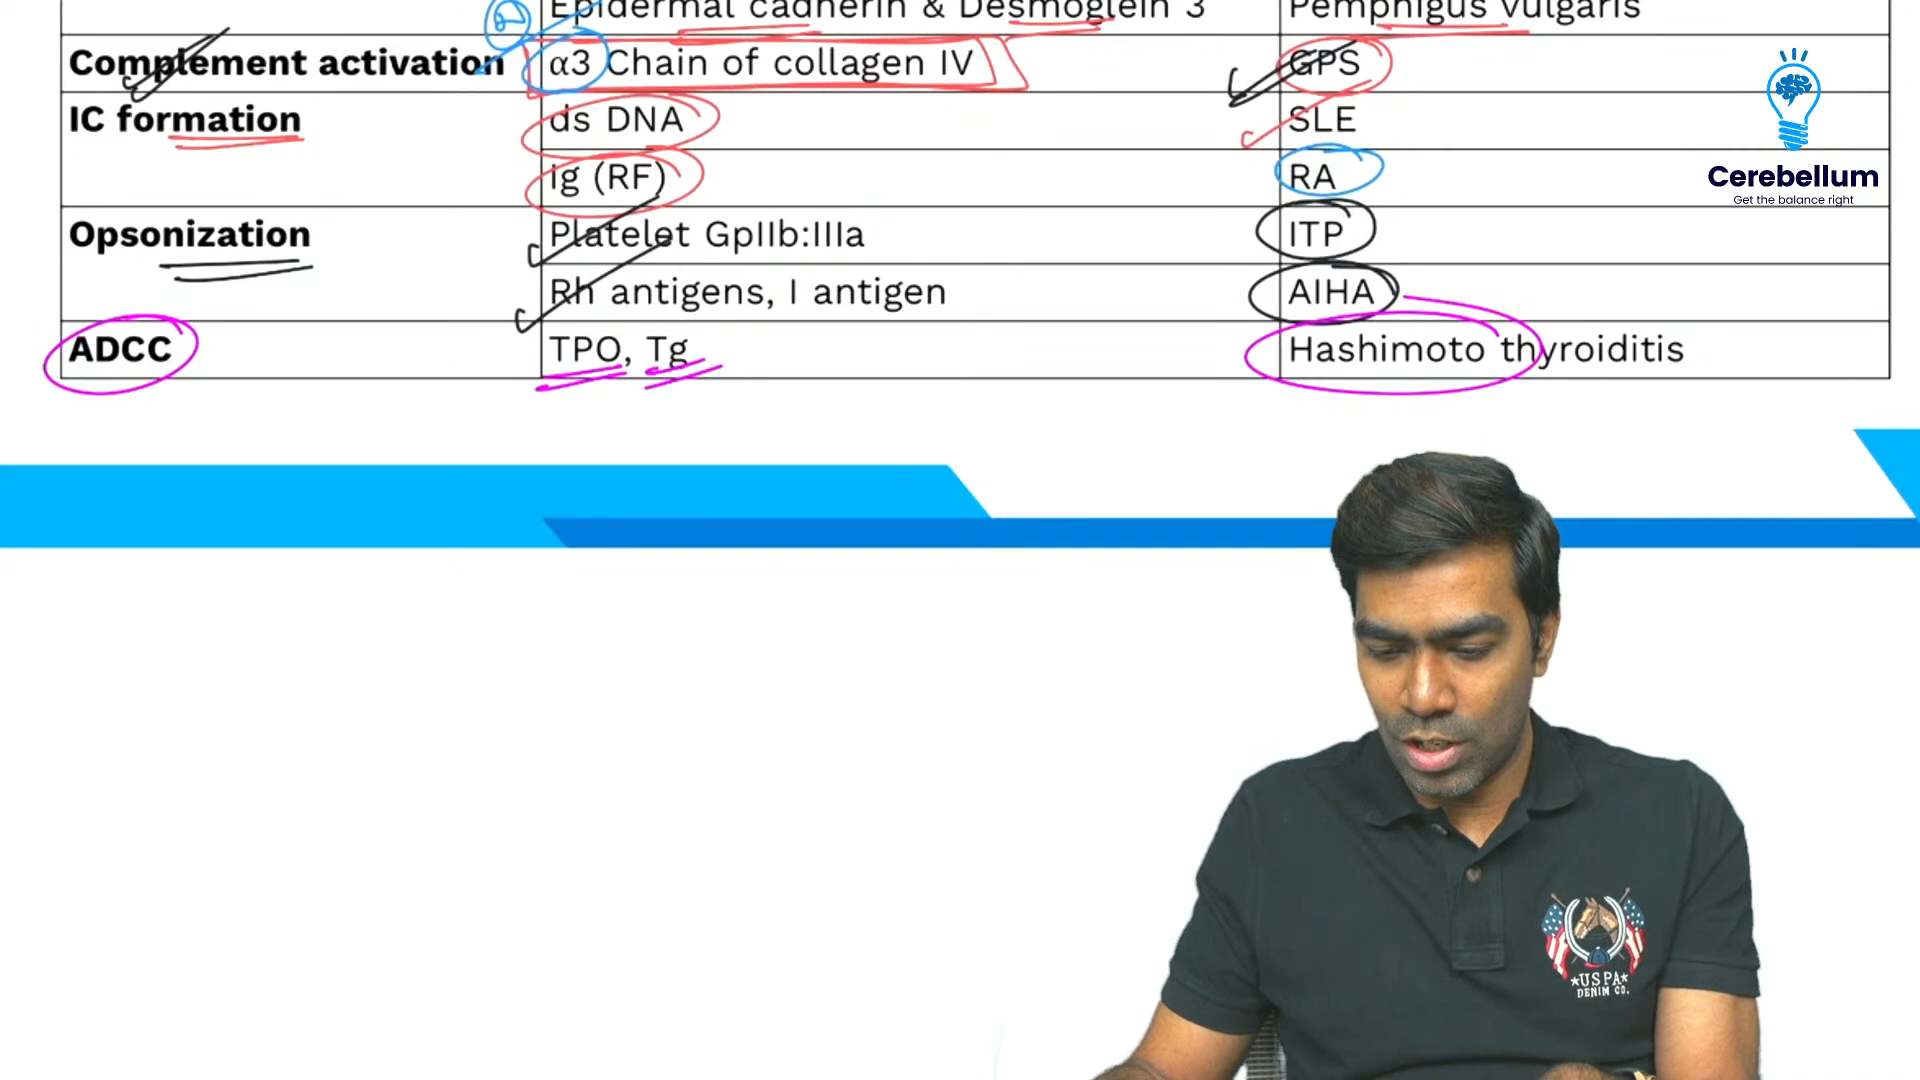 Epidermal cadherin & Desmoglein 3 Pemphigus vulgaris
Complement activation α3 Chain of collagen IV GPS
IC formation ds DNA SLE
Ig (RF) RA
Opsonization Platelet GpIIb:IIIa ITP
Rh antigens, I antigen AIHA
ADCC TPO, Tg Hashimoto thyroiditis
Cerebellum
Get the balance right
USPA
DENIM CO.